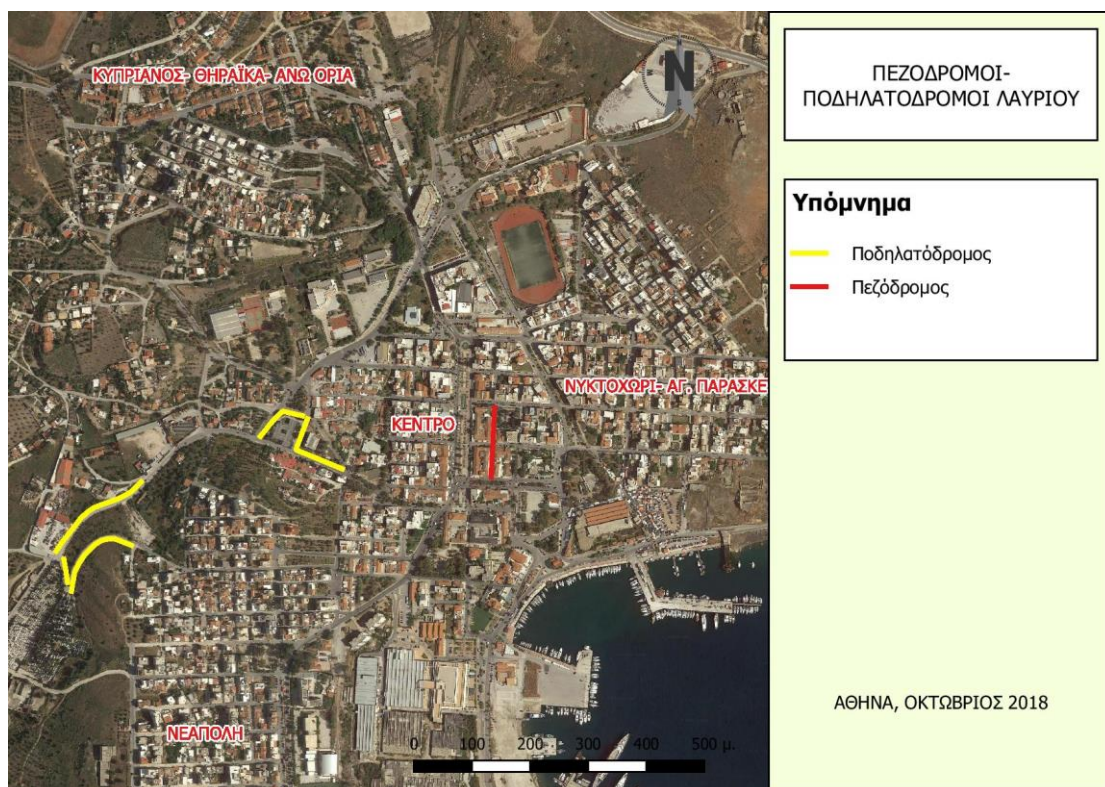 ΚΥΠΡΙΑΝΟΣ- ΘΗΡΑΪΚΑ- ΑΝΩ ΟΡΙΑ
N
ΠΕΖΟΔΡΟΜΟΙ-
ΠΟΔΗΛΑΤΟΔΡΟΜΟΙ ΛΑΥΡΙΟΥ
Υπόμνημα
Ποδηλατόδρομος
Πεζόδρομος
ΝΥΚΤΟΧΩΡΙ- ΑΓ. ΠΑΡΑΣΚΕ
ΚΕΝΤΡΟ
ΝΕΑΠΟΛΗ
0 100 200 300 400 500 μ.
ΑΘΗΝΑ, ΟΚΤΩΒΡΙΟΣ 2018